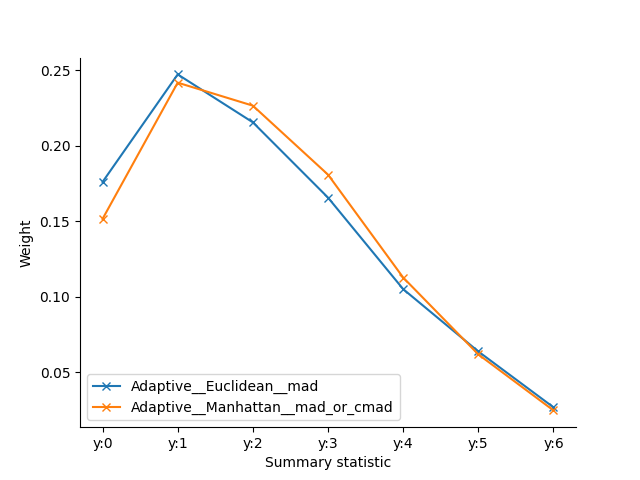 0.25
0.20
0.15
0.10
0.05
Weight
Adaptive__Euclidean__mad
Adaptive__Manhattan__mad_or_cmad
y:0 y:1 y:2 y:3 y:4 y:5 y:6
Summary statistic